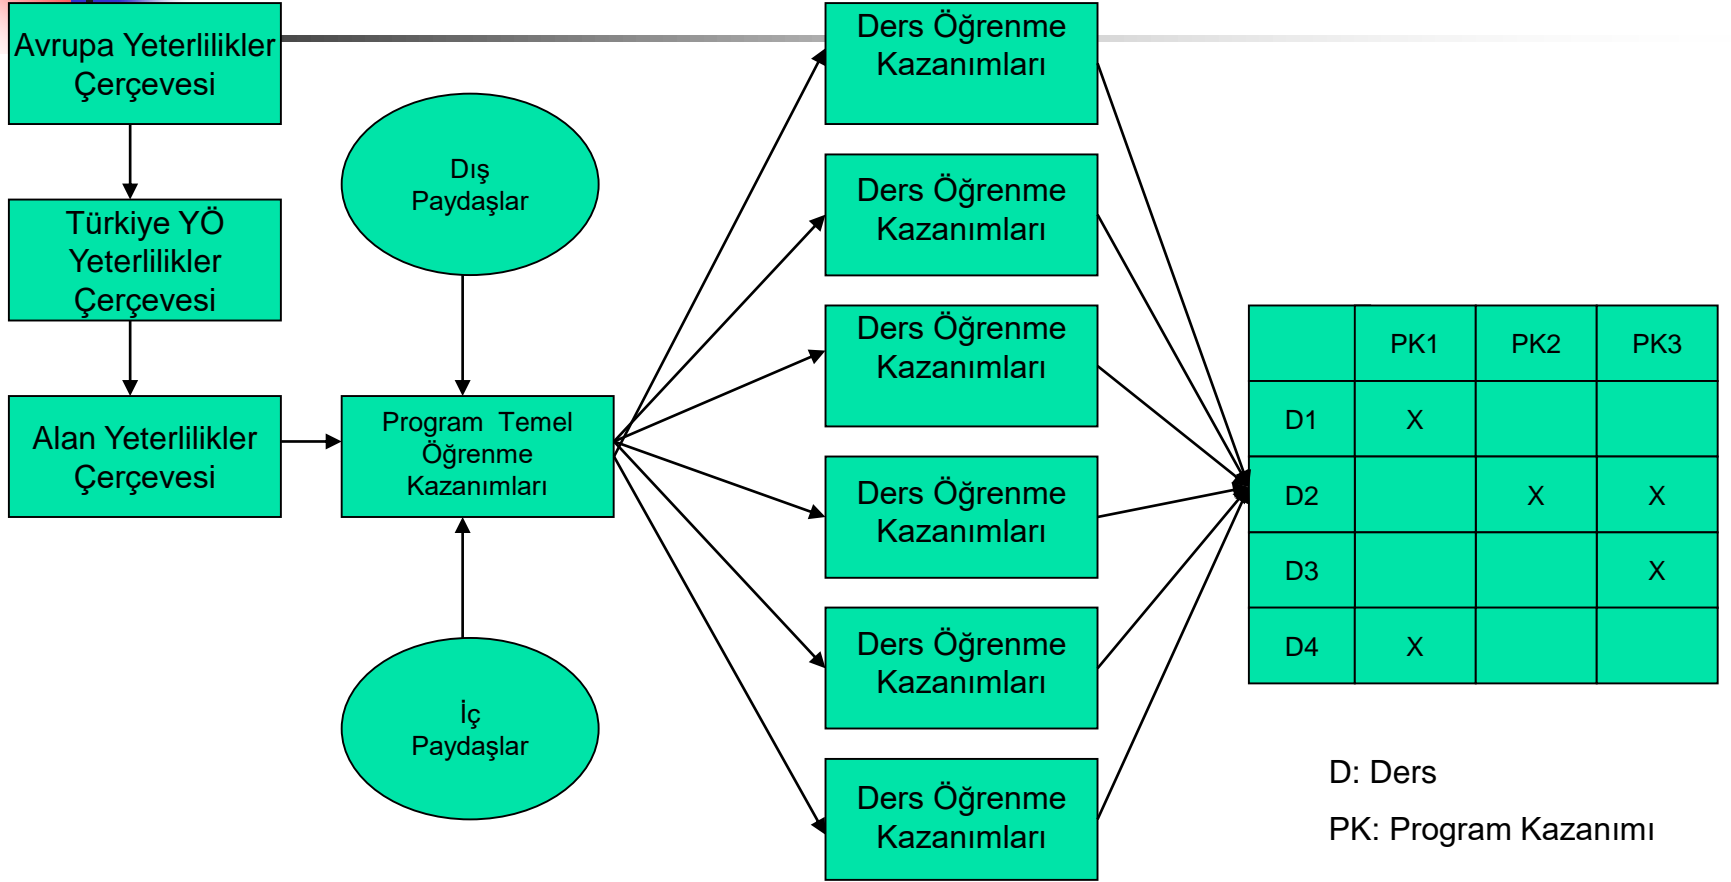 Avrupa Yeterlilikler
Çerçevesi
Türkiye YÖ
Yeterlilikler
Çerçevesi
Alan Yeterlilikler
Çerçevesi
Dış
Paydaşlar
Program Temel
Öğrenme
Kazanımları
İç
Paydaşlar
Ders Öğrenme
Kazanımları
Ders Öğrenme
Kazanımları
Ders Öğrenme
Kazanımları
Ders Öğrenme
Kazanımları
Ders Öğrenme
Kazanımları
Ders Öğrenme
Kazanımları
PK1 PK2 PK3
D1 X
D2 X X
D3 X
D4 X
D: Ders
PK: Program Kazanımı